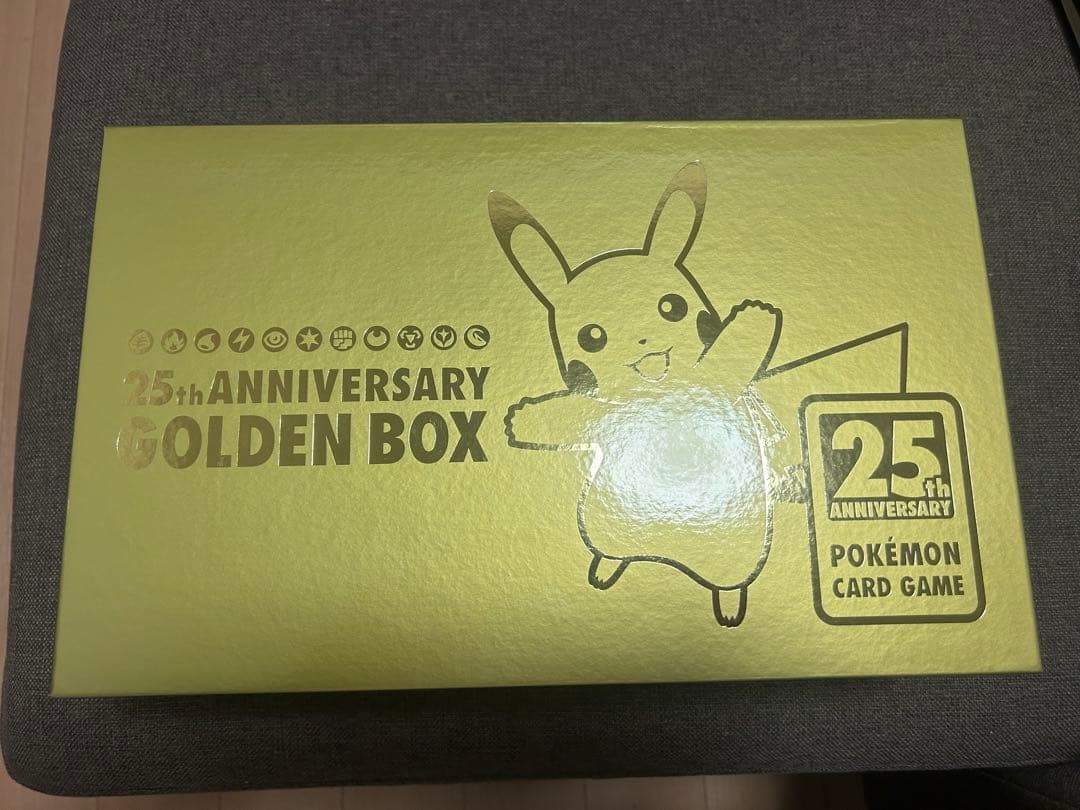 25th ANNIVERSARY
GOLDEN BOX
25th
ANNIVERSARY
POKÉMON
CARD GAME